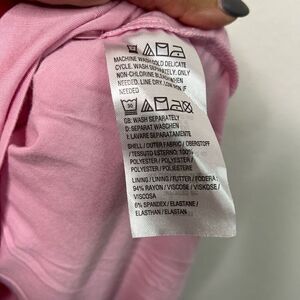 MACHINE WASH COLD DELICATE
CYCLE. WASH SEPARATELY. ONLY
NON-CHLORINE BLEACH WHEN
NEEDED. LINE DRY. LOW IRON IF
NEEDED
30
GB: WASH SEPARATELY
D: SEPARAT WASCHEN
I: LAVARE SEPARATAMENTE
SHELL / OUTER FABRIC / OBERSTOFF
/ TESSUTO ESTERNO: 100%
POLYESTER / POLYESTER /
POLYESTER / POLIESTERE
LINING / LINING / FUTTER / FODERA:
94% RAYON / VISCOSE / VISKOSE /
VISCOSA
6% SPANDEX / ELASTANE /
ELASTHAN / ELASTAN